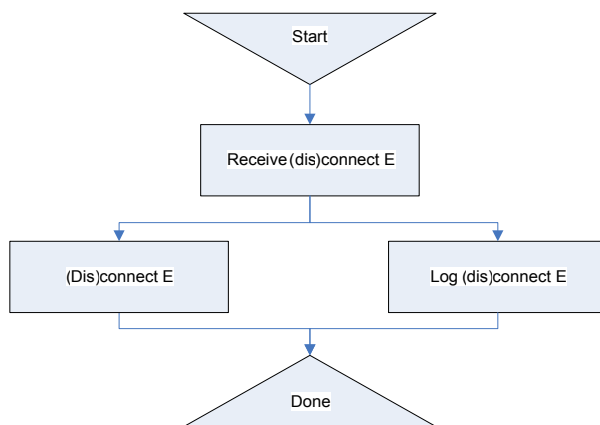 Start
Receive (dis)connect E
(Dis)connect E
Log (dis)connect E
Done